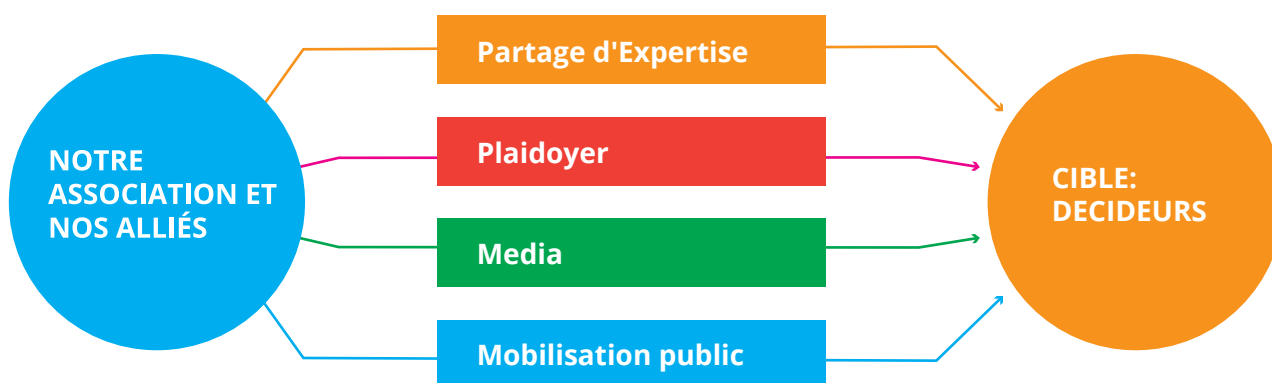 NOTRE
ASSOCIATION ET
NOS ALLIÉS
Partage d'Expertise
Plaidoyer
Media
Mobilisation public
CIBLE:
DECIDEURS